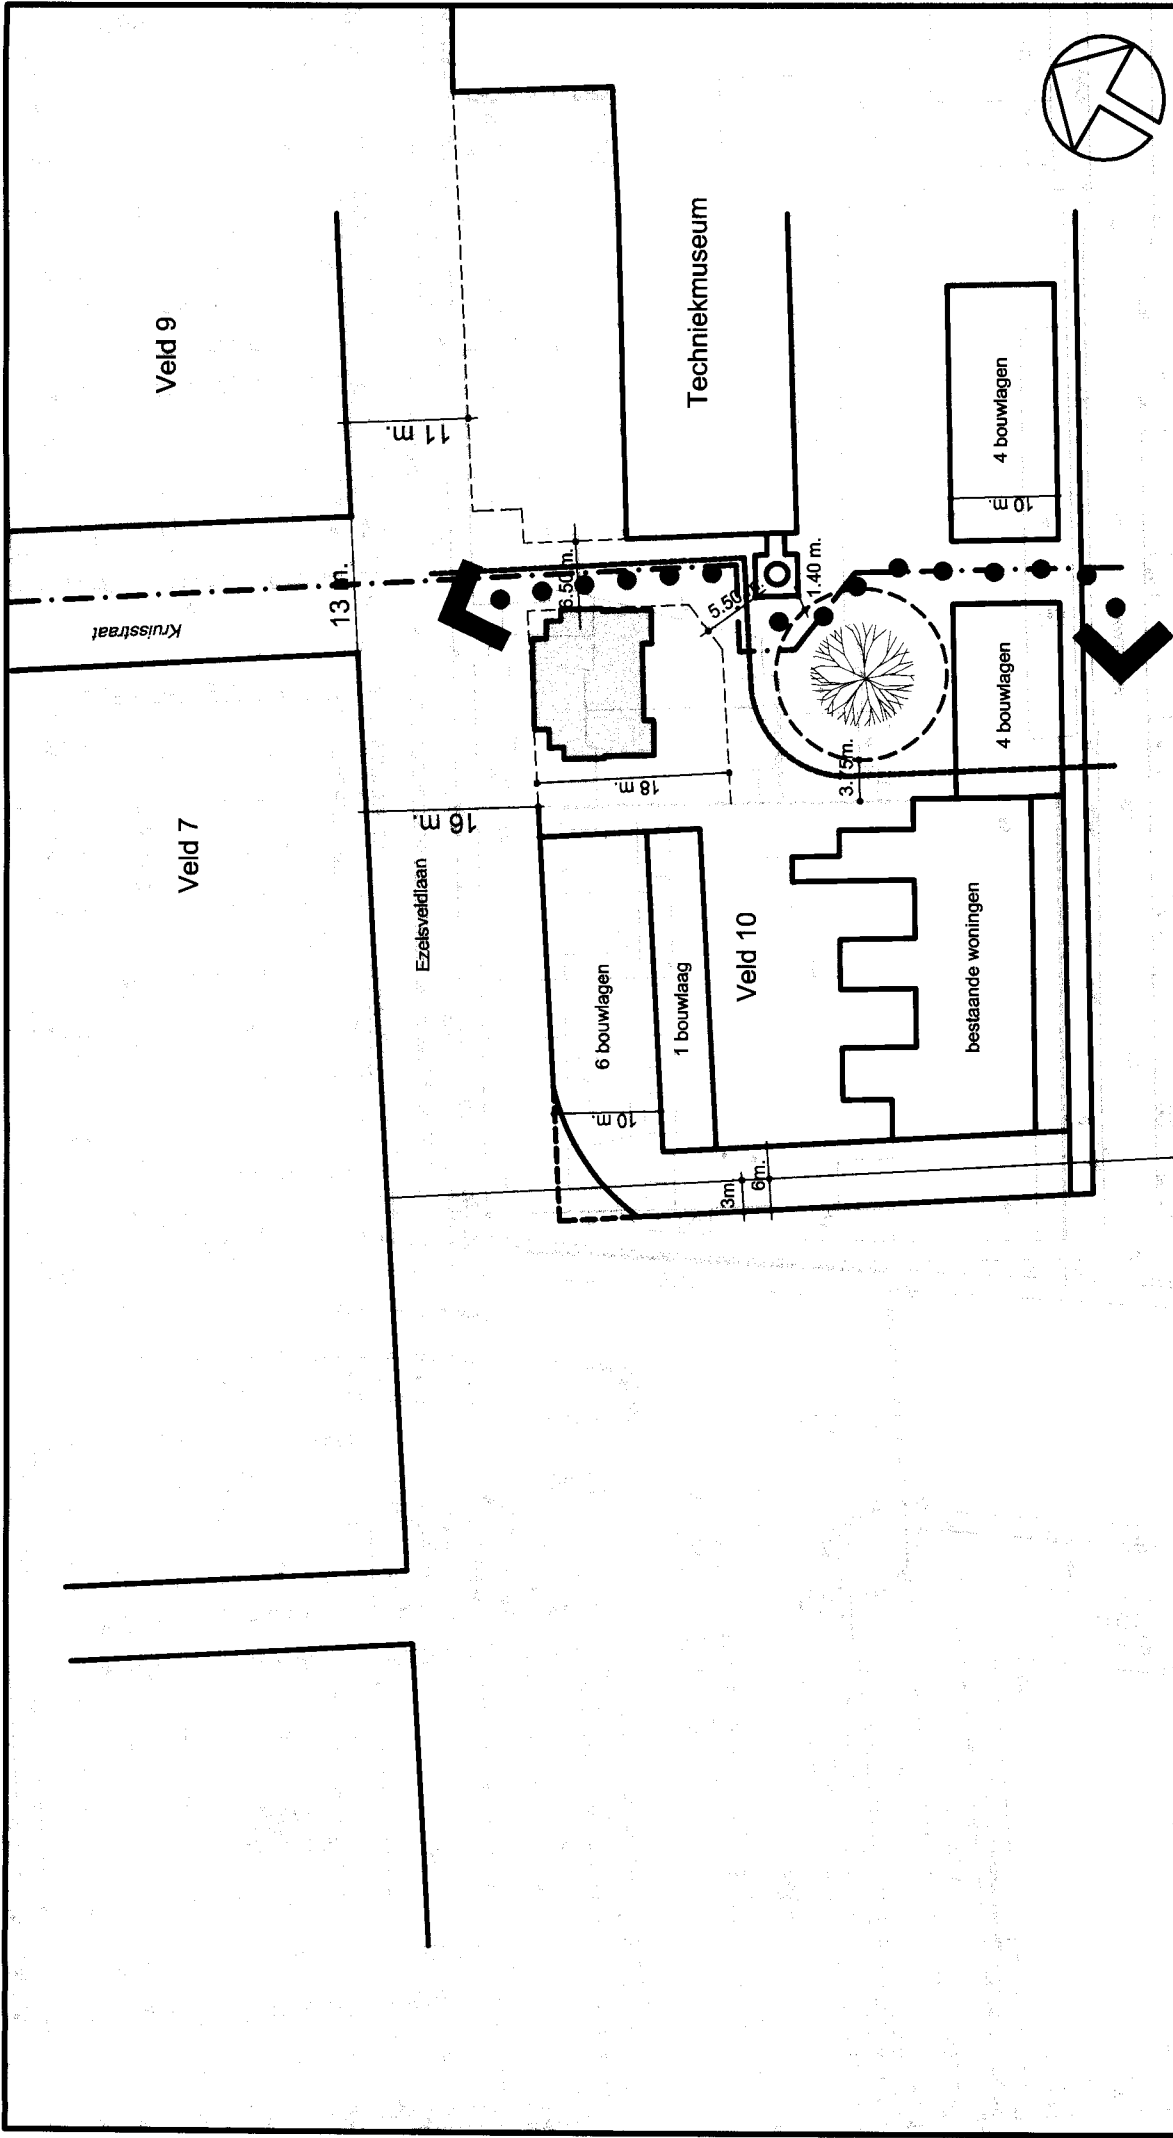 Veld 9
11 m.
Techniekmuseum
4 bouwlagen
10 m.
Kruisstraat
13 m.
6.50 m.
5.50
1.40 m.
4 bouwlagen
3.75m.
18 m.
16 m.
Veld 7
Ezelsveldlaan
6 bouwlagen
1 bouwlaag
Veld 10
bestaande woningen
10 m.
3m.
6m.